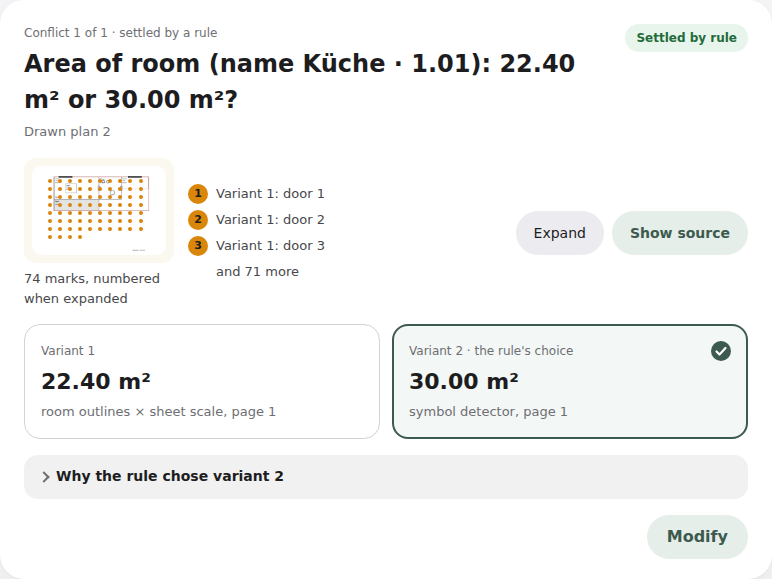 Conflict 1 of 1 · settled by a rule
Settled by rule
Area of room (name Küche · 1.01): 22.40
m² or 30.00 m²?
Drawn plan 2
1 Variant 1: door 1
2 Variant 1: door 2
3 Variant 1: door 3
and 71 more
Expand
Show source
74 marks, numbered
when expanded
Variant 1
22.40 m²
room outlines × sheet scale, page 1
Variant 2 · the rule's choice
30.00 m²
symbol detector, page 1
Why the rule chose variant 2
Modify